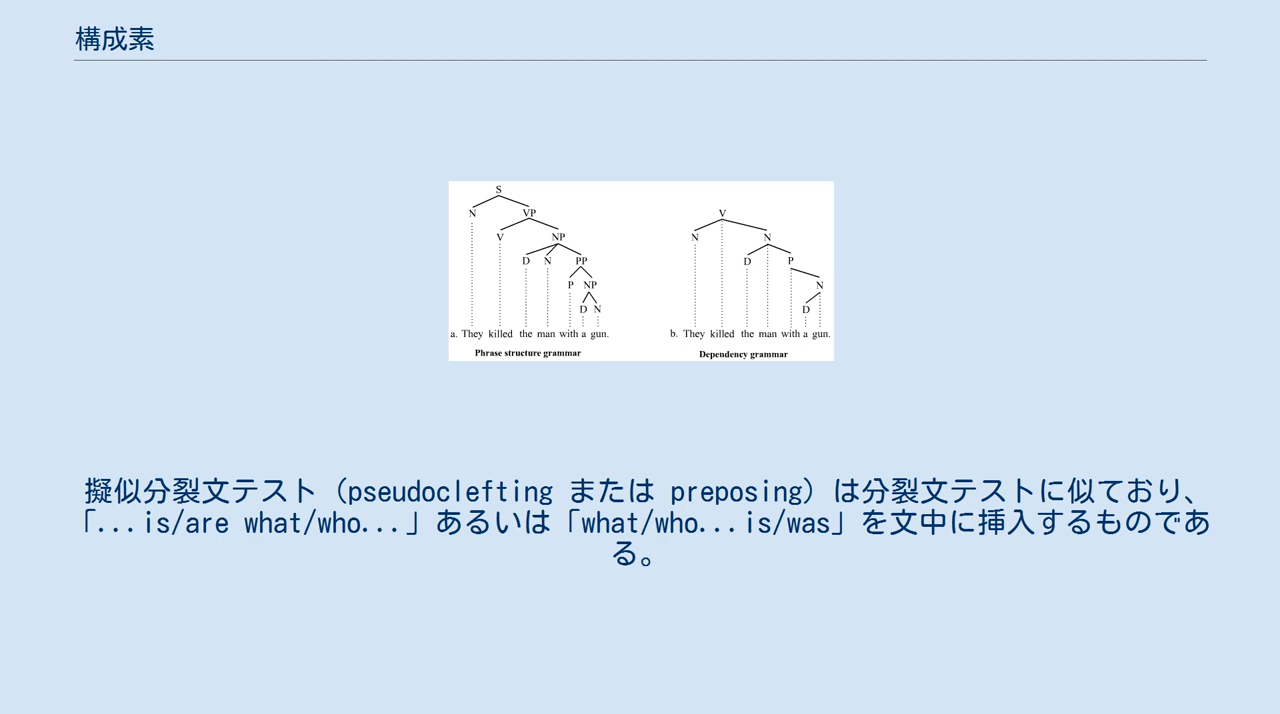 構成素
S
N VP
V NP
D N PP
P NP
D N
a. They killed the man with a gun.
Phrase structure grammar
V
N N
D P
N
D
b. They killed the man with a gun.
Dependency grammar
擬似分裂文テスト（pseudoclefting または preposing）は分裂文テストに似ており、
「...is/are what/who...」あるいは「what/who...is/was」を文中に挿入するものであ
る。